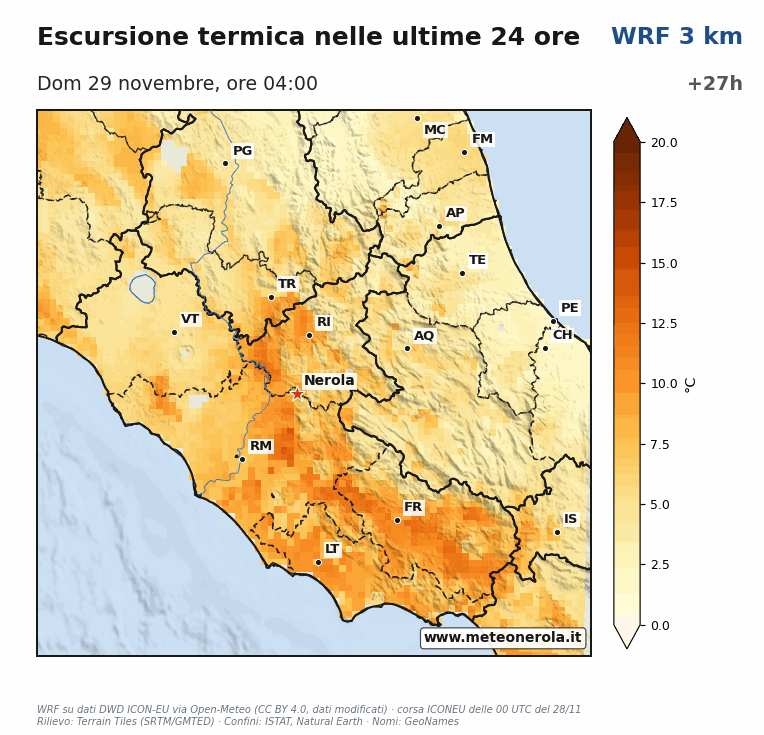 Escursione termica nelle ultime 24 ore
WRF 3 km
Dom 29 novembre, ore 04:00
+27h
MC
FM
PG
AP
TE
TR
PE
VT
RI
CH
AQ
Nerola
RM
FR
IS
LT
www.meteonerola.it
20.0
17.5
15.0
12.5
10.0
7.5
5.0
2.5
0.0
°C
WRF su dati DWD ICON-EU via Open-Meteo (CC BY 4.0, dati modificati) · corsa ICONEU delle 00 UTC del 28/11
Rilievo: Terrain Tiles (SRTM/GMTED) · Confini: ISTAT, Natural Earth · Nomi: GeoNames